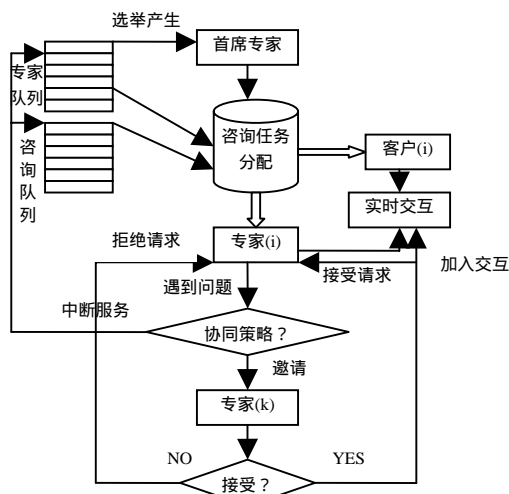 选举产生
首席专家
专家
队列
咨询队列
咨询任务
分配
客户(i)
实时交互
拒绝请求
专家(i)
接受请求
加入交互
遇到问题
中断服务
协同策略？
邀请
专家(k)
NO
YES
接受？